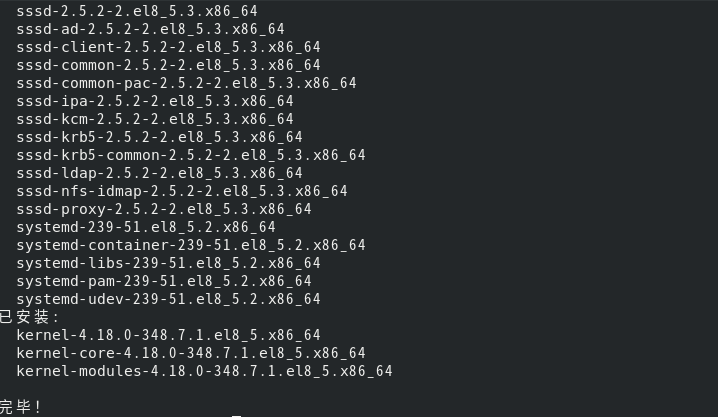 sssd-2.5.2-2.el8_5.3.x86_64
sssd-ad-2.5.2-2.el8_5.3.x86_64
sssd-client-2.5.2-2.el8_5.3.x86_64
sssd-common-2.5.2-2.el8_5.3.x86_64
sssd-common-pac-2.5.2-2.el8_5.3.x86_64
sssd-ipa-2.5.2-2.el8_5.3.x86_64
sssd-kcm-2.5.2-2.el8_5.3.x86_64
sssd-krb5-2.5.2-2.el8_5.3.x86_64
sssd-krb5-common-2.5.2-2.el8_5.3.x86_64
sssd-ldap-2.5.2-2.el8_5.3.x86_64
sssd-nfs-idmap-2.5.2-2.el8_5.3.x86_64
sssd-proxy-2.5.2-2.el8_5.3.x86_64
systemd-239-51.el8_5.2.x86_64
systemd-container-239-51.el8_5.2.x86_64
systemd-libs-239-51.el8_5.2.x86_64
systemd-pam-239-51.el8_5.2.x86_64
systemd-udev-239-51.el8_5.2.x86_64
已安装:
kernel-4.18.0-348.7.1.el8_5.x86_64
kernel-core-4.18.0-348.7.1.el8_5.x86_64
kernel-modules-4.18.0-348.7.1.el8_5.x86_64
完毕!